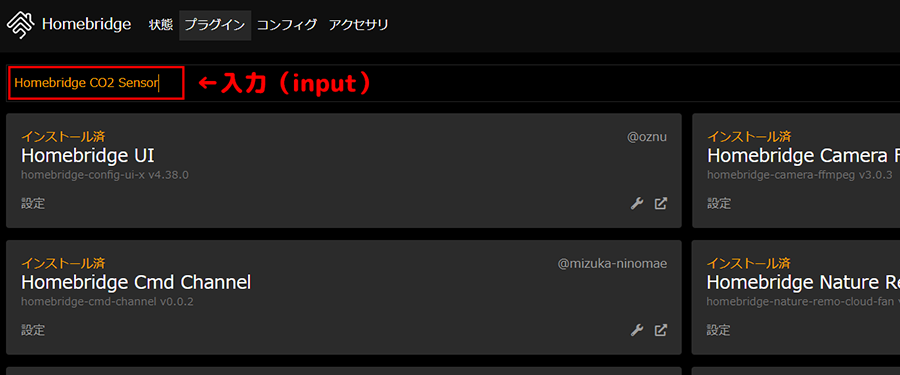 Homebridge 状態 プラグイン コンフィグ アクセサリ
Homebridge CO2 Sensor ←入力（input）
インストール済 @oznu
Homebridge UI
homebridge-config-ui-x v4.38.0
設定
インストール済
Homebridge Camera F
homebridge-camera-ffmpeg v3.0.3
設定
インストール済 @mizuka-ninomae
Homebridge Cmd Channel
homebridge-cmd-channel v0.0.2
設定
インストール済
Homebridge Nature Re
homebridge-nature-remo-cloud-fan v
設定